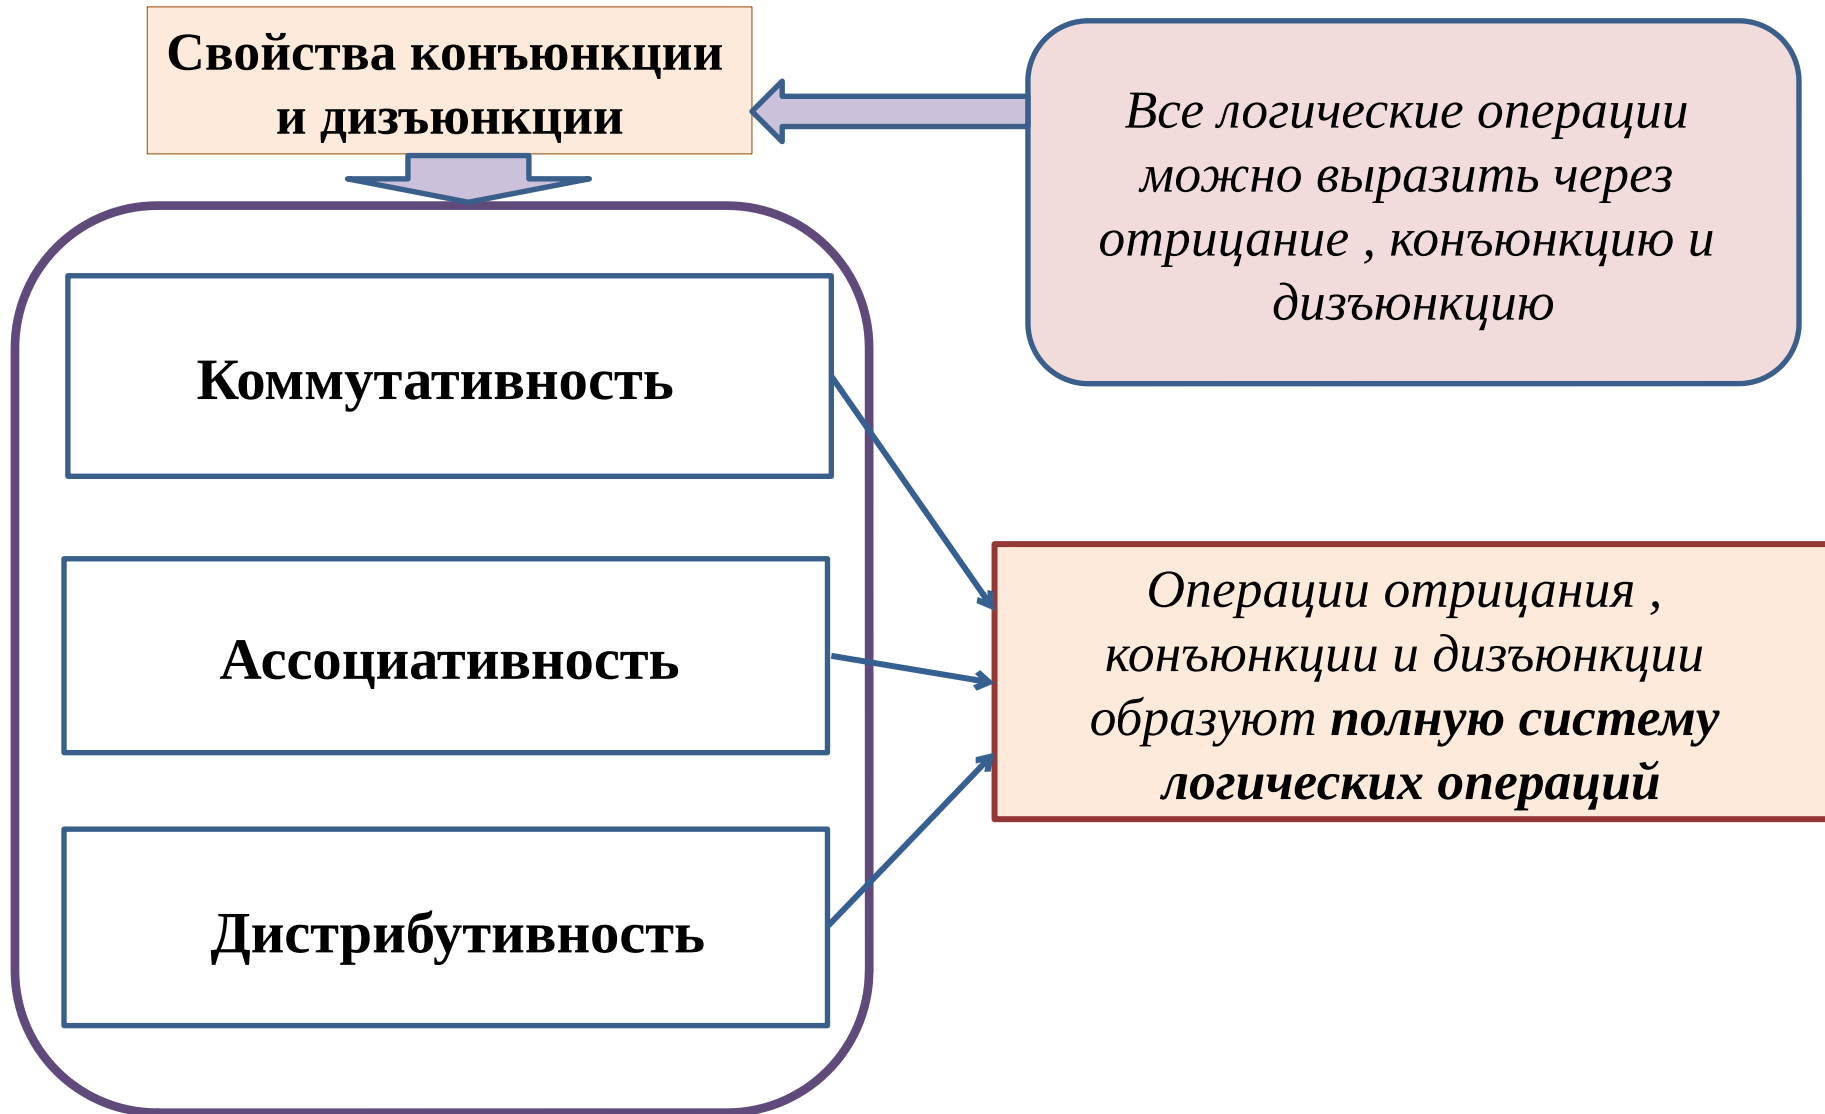 Свойства конъюнкции
и дизъюнкции
Все логические операции
можно выразить через
отрицание , конъюнкцию и
дизъюнкцию
Коммутативность
Ассоциативность
Дистрибутивность
Операции отрицания ,
конъюнкции и дизъюнкции
образуют полную систему
логических операций